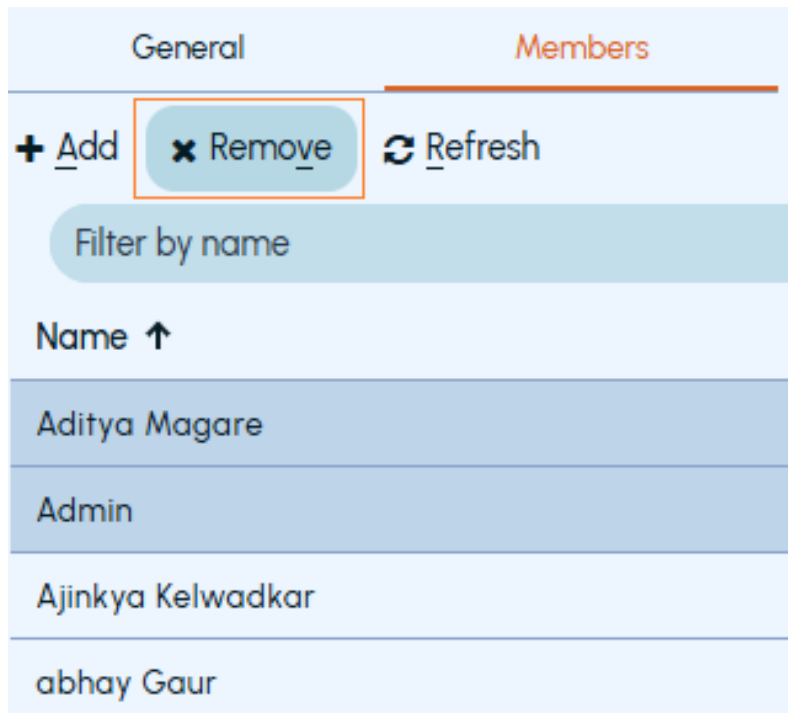 General Members
Add Remove Refresh
Filter by name
Name
Aditya Magare
Admin
Ajinkya Kelwadkar
abhay Gaur